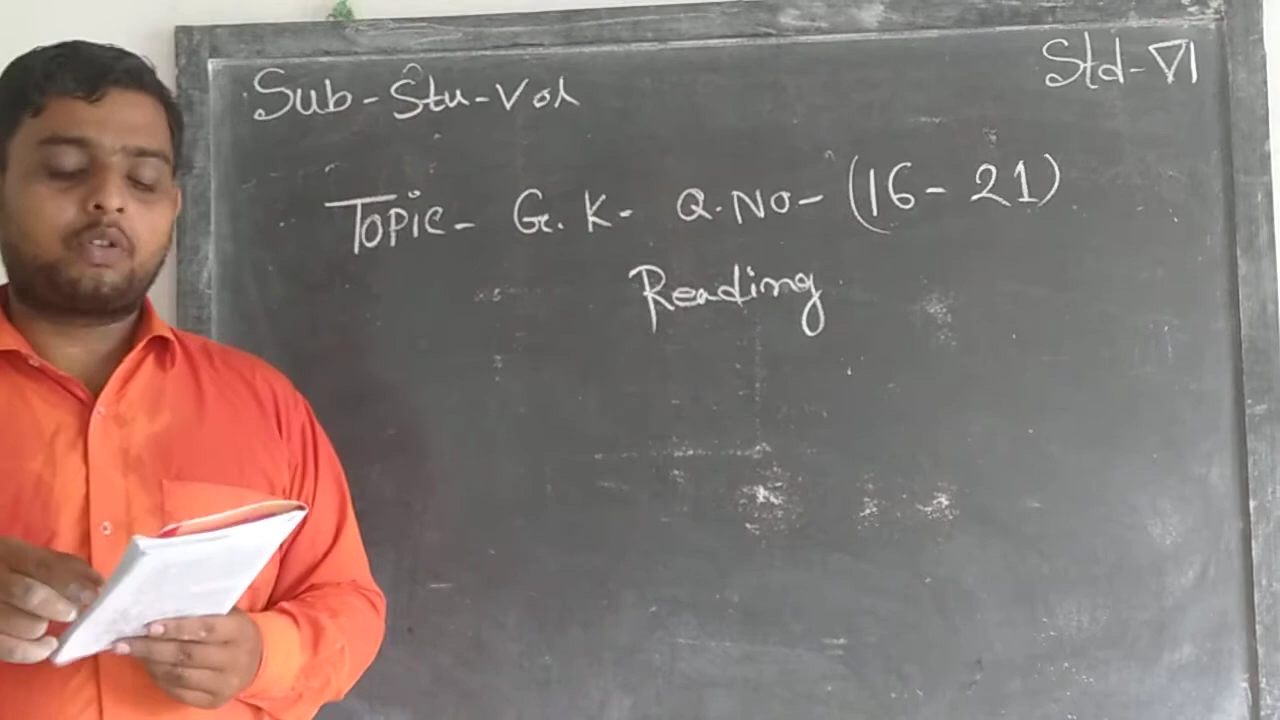 Sub-Stu-Vol
Std-VI
Topic- G.K- Q.NO- (16- 21)
Reading